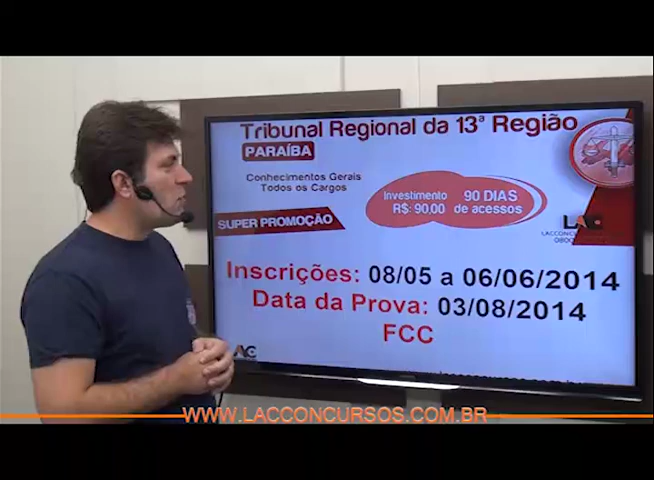 Tribunal Regional da 13ª Região
PARAÍBA
Conhecimentos Gerais
Todos os Cargos
Investimento
R$: 90,00
90 DIAS
de acessos
SUPER PROMOÇÃO
LAC
Inscrições: 08/05 a 06/06/2014
Data da Prova: 03/08/2014
FCC
WWW.LACCONCURSOS.COM.BR